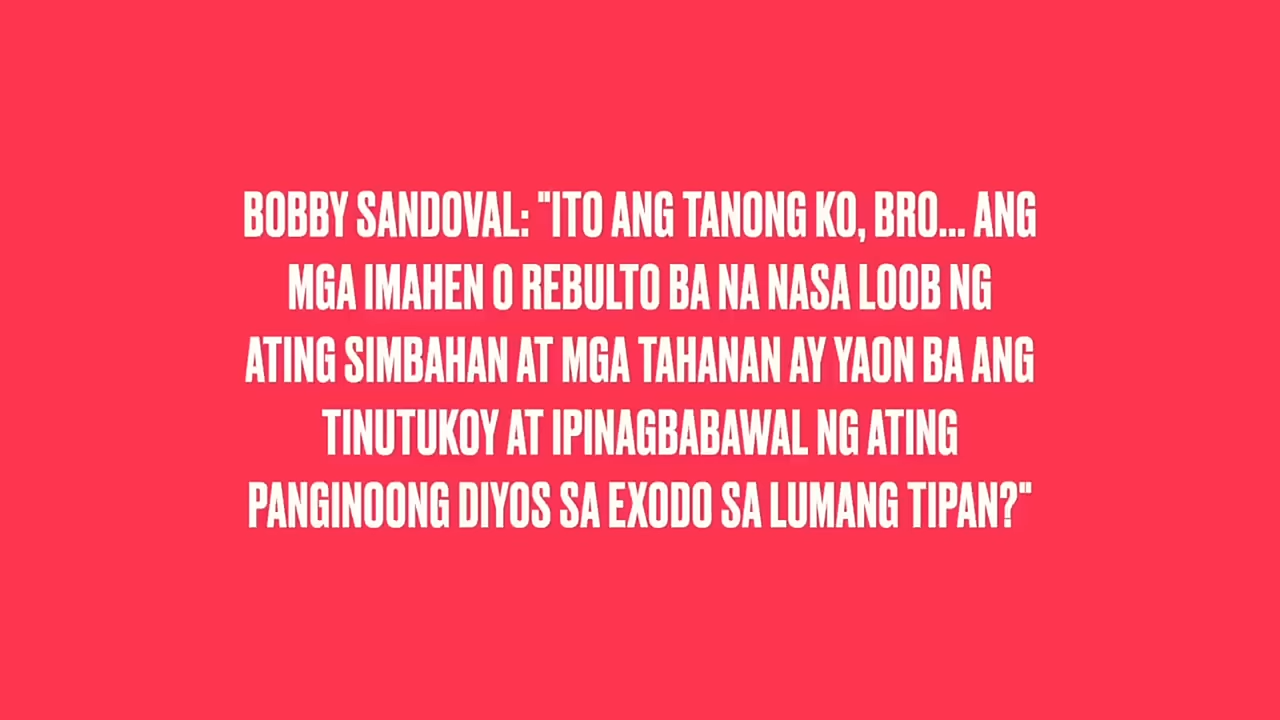 BOBBY SANDOVAL: "ITO ANG TANONG KO, BRO... ANG
MGA IMAHEN O REBULTO BA NA NASA LOOB NG
ATING SIMBAHAN AT MGA TAHANAN AY YAON BA ANG
TINUTUKOY AT IPINAGBABAWAL NG ATING
PANGINOONG DIYOS SA EXODO SA LUMANG TIPAN?"